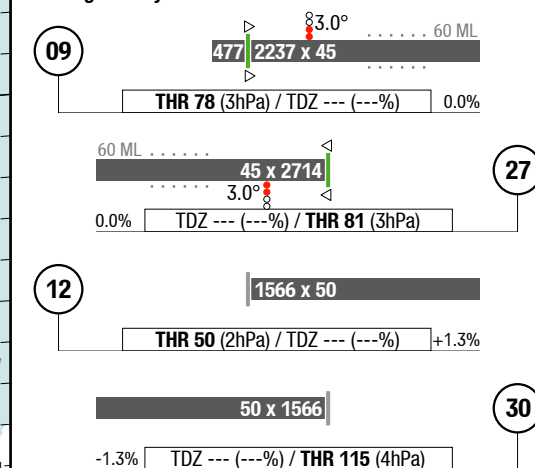 3.0°
60 ML
09
477 2237 x 45
THR 78 (3hPa) / TDZ --- (---%) 0.0%
60 ML
45 x 2714
27
3.0°
0.0% TDZ --- (---%) / THR 81 (3hPa)
12
1566 x 50
THR 50 (2hPa) / TDZ --- (---%) +1.3%
50 x 1566
30
-1.3% TDZ --- (---%) / THR 115 (4hPa)